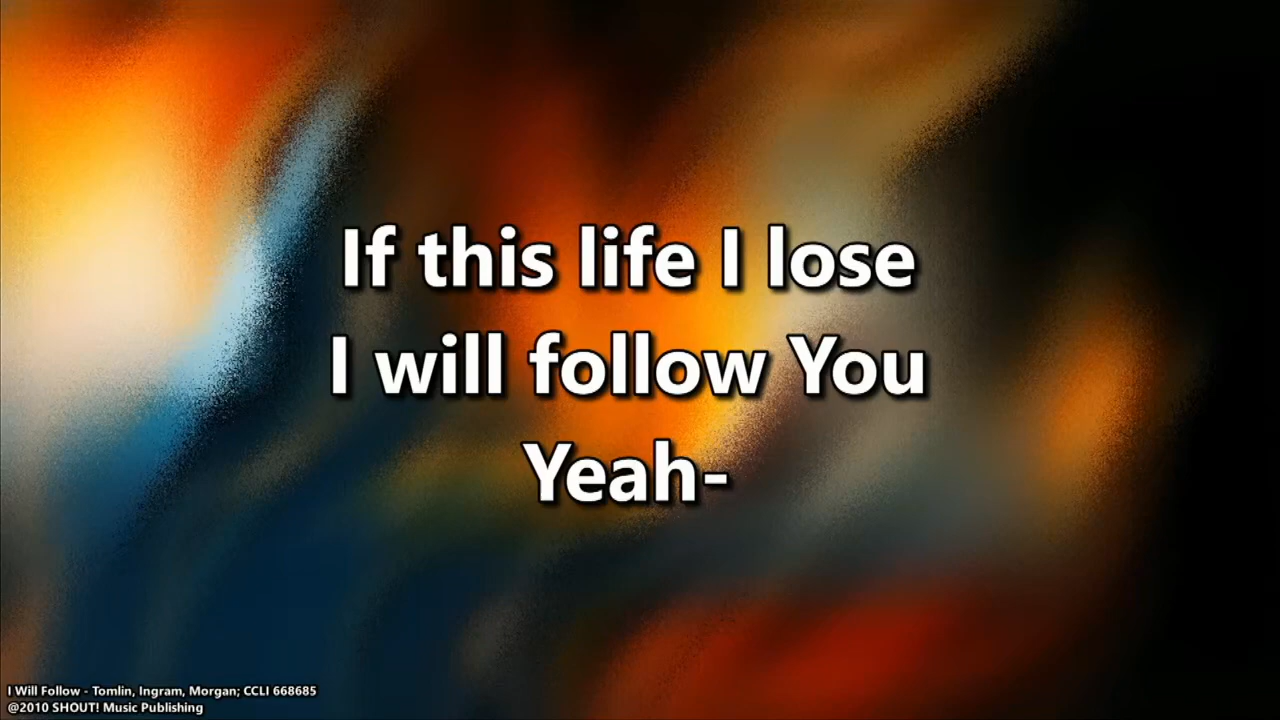 If this life I lose
I will follow You
Yeah-
I Will Follow - Tomlin, Ingram, Morgan; CCLI 668685
@2010 SHOUT! Music Publishing